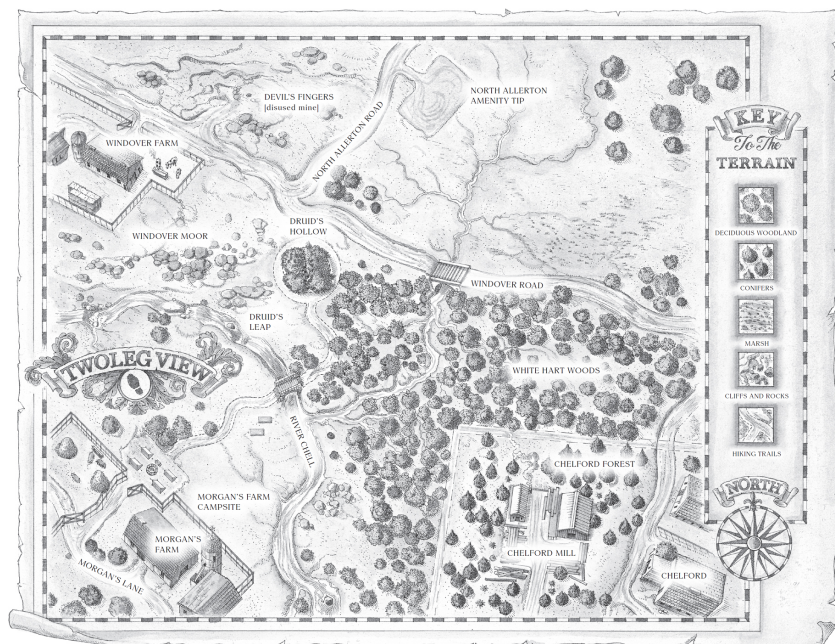 DEVIL'S FINGERS
[disused mine]
NORTH ALLERTON
AMENITY TIP
NORTH ALLERTON ROAD
WINDOVER FARM
DRUID'S
HOLLOW
WINDOVER MOOR
WINDOVER ROAD
DRUID'S
LEAP
TWOLEG VIEW
WHITE HART WOODS
RIVER CHELL
CHELFORD FOREST
MORGAN'S FARM
CAMPSITE
MORGAN'S
FARM
CHELFORD MILL
MORGAN'S LANE
CHELFORD
KEY
To The
TERRAIN
DECIDUOUS WOODLAND
CONIFERS
MARSH
CLIFFS AND ROCKS
HIKING TRAILS
NORTH